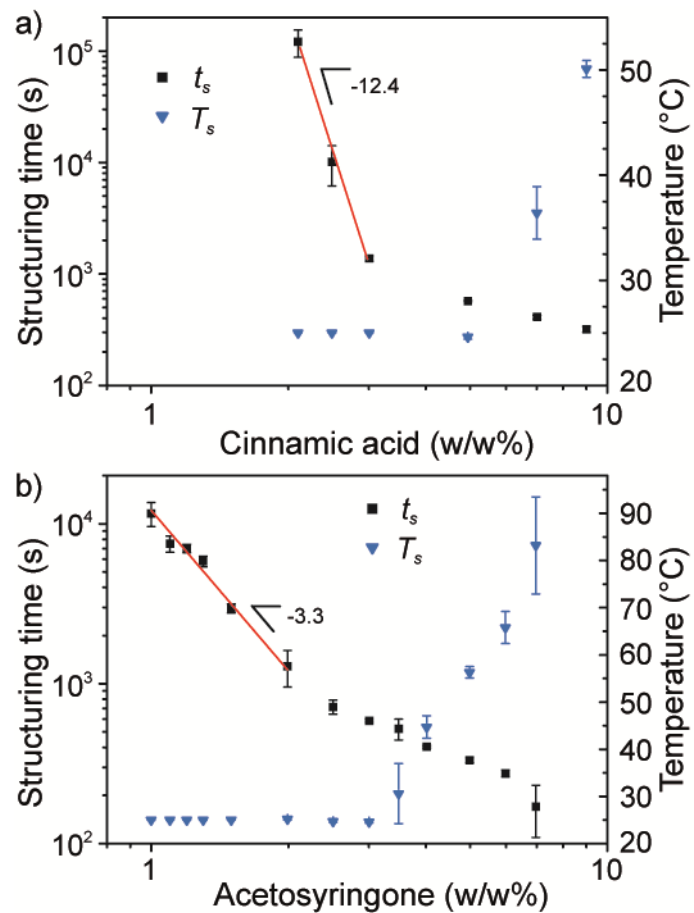 a)
10^5
10^4
10^3
10^2
Structuring time (s)
t_s
T_s
-12.4
50
40
30
20
Temperature (°C)
1
10
Cinnamic acid (w/w%)
b)
10^4
10^3
10^2
Structuring time (s)
t_s
T_s
-3.3
90
80
70
60
50
40
30
20
Temperature (°C)
1
10
Acetosyringone (w/w%)